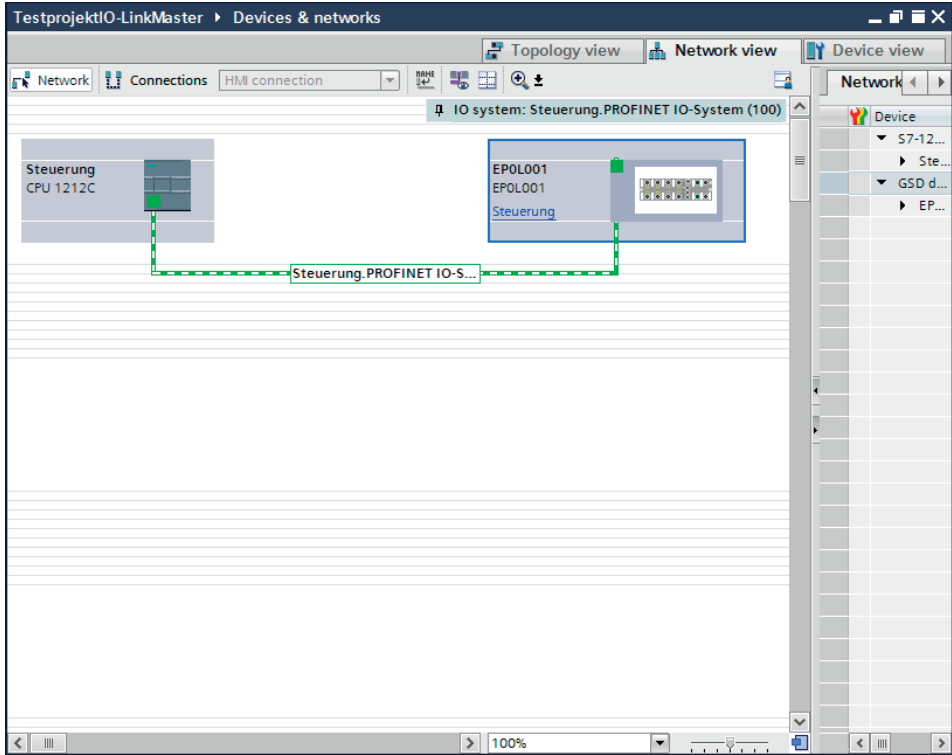 TestprojektIO-LinkMaster ▸ Devices & networks
Topology view
Network view
Device view
Network
Connections
HMI connection
Network
IO system: Steuerung.PROFINET IO-System (100)
Device
S7-12...
Ste...
GSD d...
EP...
Steuerung
CPU 1212C
EP0L001
EP0L001
Steuerung
Steuerung.PROFINET IO-S...
100%